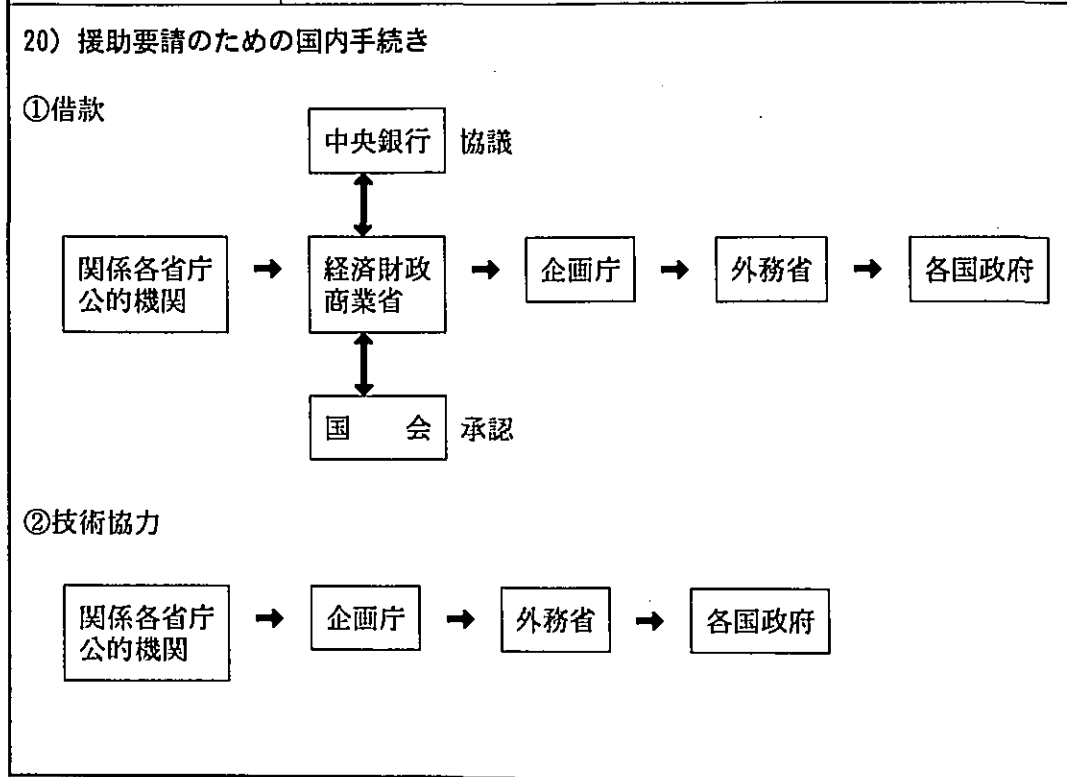 20) 援助要請のための国内手続き
①借款
中央銀行 協議
関係各省庁
公的機関
➡
経済財政
商業省
➡ 企画庁 ➡ 外務省 ➡ 各国政府
国　会 承認
②技術協力
関係各省庁
公的機関
➡ 企画庁 ➡ 外務省 ➡ 各国政府